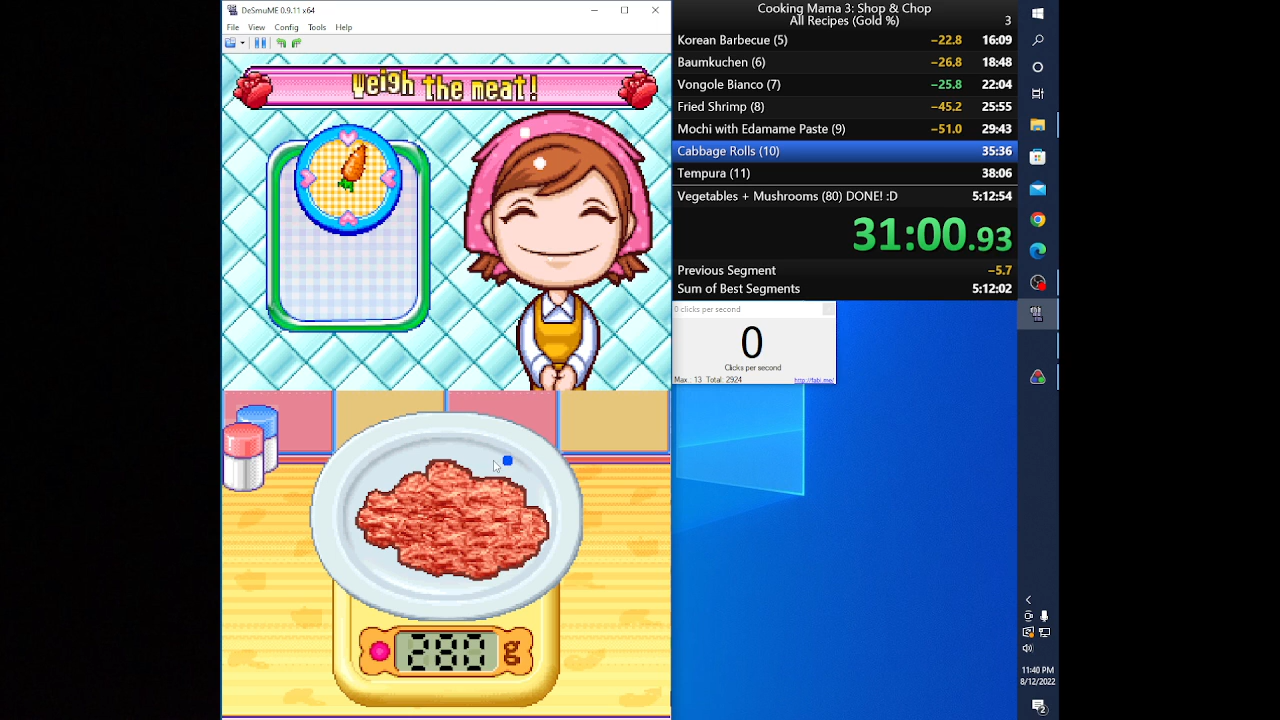 DeSmuME 0.9.11 x64
File View Config Tools Help
Weigh the meat!
280 g
Cooking Mama 3: Shop & Chop
All Recipes (Gold %) 3
Korean Barbecue (5) −22.8 16:09
Baumkuchen (6) −26.8 18:48
Vongole Bianco (7) −25.8 22:04
Fried Shrimp (8) −45.2 25:55
Mochi with Edamame Paste (9) −51.0 29:43
Cabbage Rolls (10) 35:36
Tempura (11) 38:06
Vegetables + Mushrooms (80) DONE! :D 5:12:54
31:00.93
Previous Segment −5.7
Sum of Best Segments 5:12:02
0 clicks per second
0
Clicks per second
Max.: 13 Total: 2924 http://fabi.me/
11:40 PM
8/12/2022
2